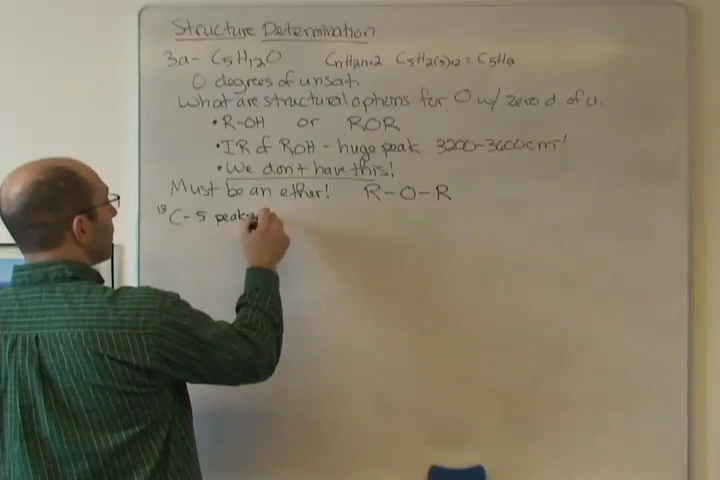 Structure Determination
3a- C5H12O CnH2n+2 C5H2(5)+2 = C5H12
0 degrees of unsat.
What are structural options for O w/ zero d of u.
• R-OH or ROR
• IR of ROH - huge peak 3200-3600cm⁻¹
• We don't have this!
Must be an ether! R-O-R
¹³C- 5 peaks